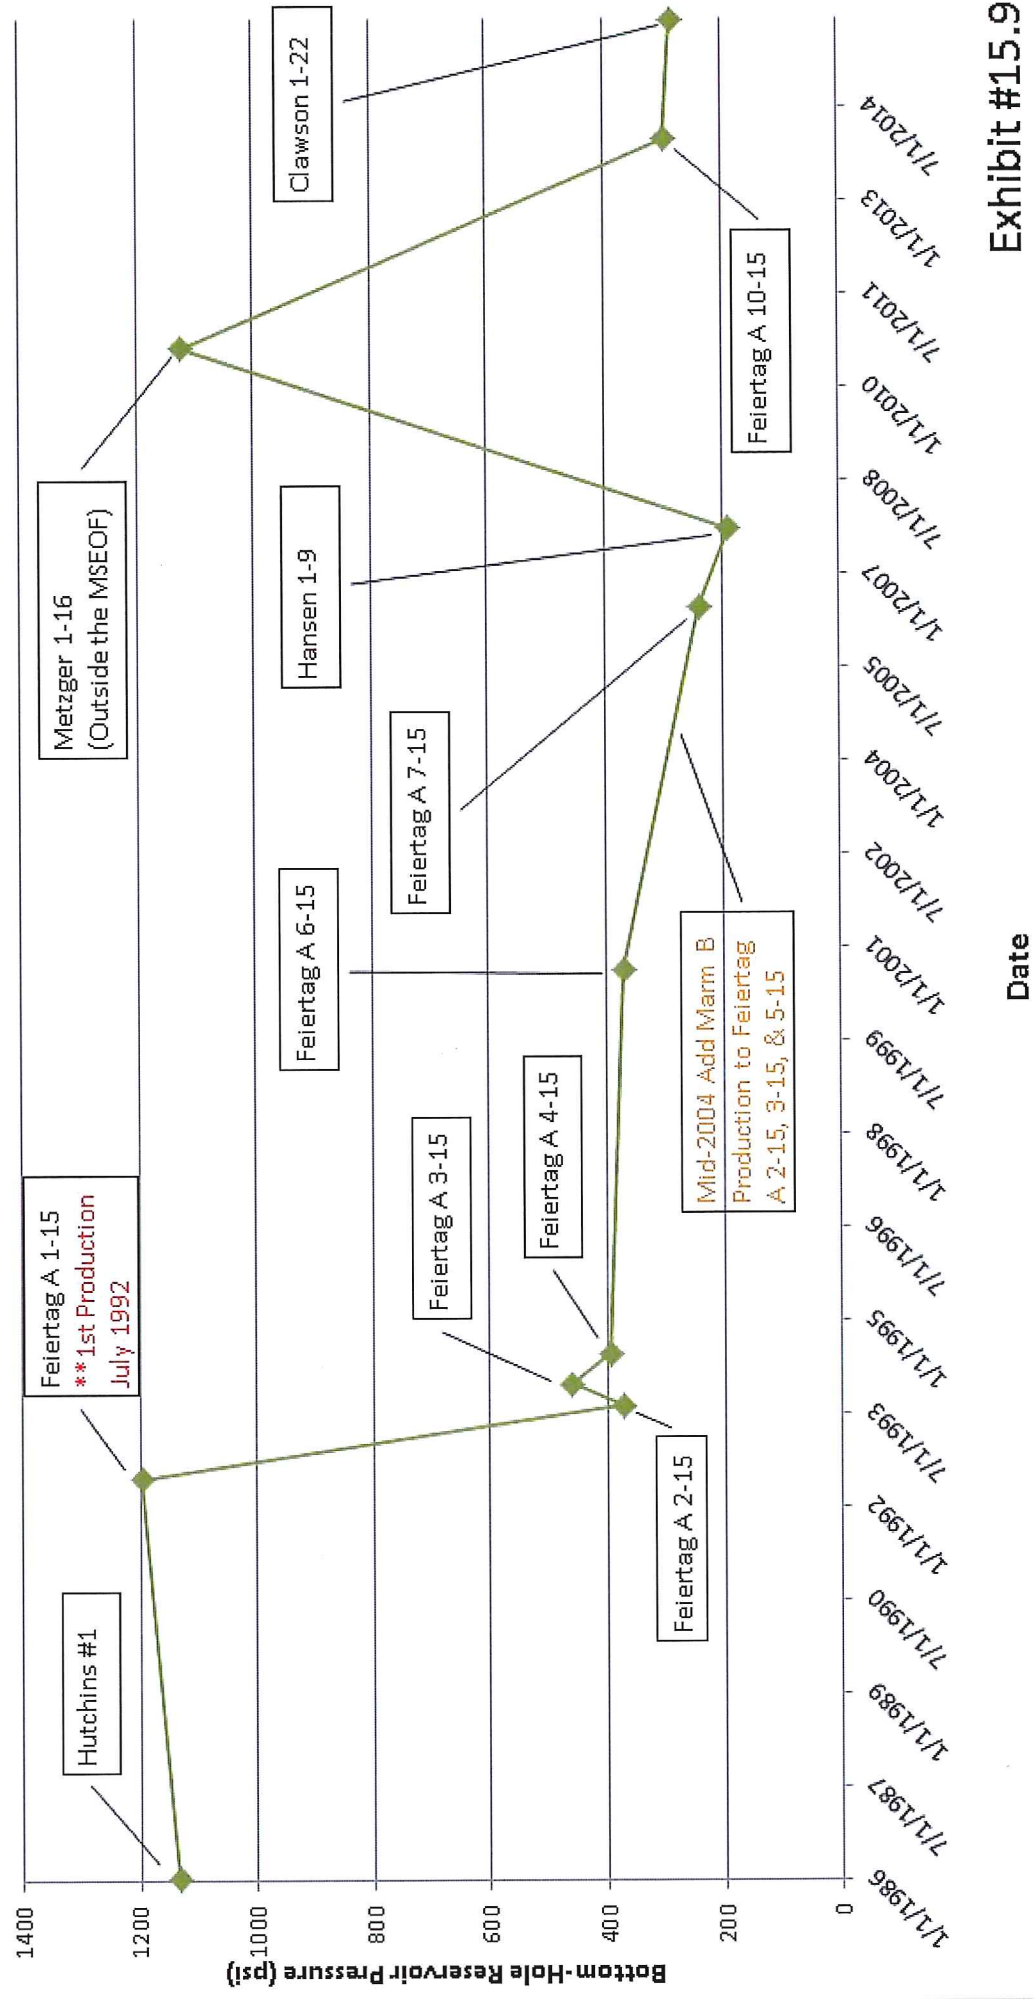 1400
1200
1000
800
600
400
200
0
Bottom-Hole Reservoir Pressure (psi)
Hutchins #1
Feiertag A 1-15
**1st Production
July 1992
Feiertag A 2-15
Feiertag A 3-15
Feiertag A 4-15
Feiertag A 6-15
Mid-2004 Add Marm B
Production to Feiertag
A 2-15, 3-15, & 5-15
Feiertag A 7-15
Hansen 1-9
Metzger 1-16
(Outside the MSEOF)
Feiertag A 10-15
Clawson 1-22
1/1/1986
7/1/1987
1/1/1989
7/1/1990
1/1/1992
7/1/1993
1/1/1995
7/1/1996
1/1/1998
7/1/1999
1/1/2001
7/1/2002
1/1/2004
7/1/2005
1/1/2007
7/1/2008
1/1/2010
7/1/2011
1/1/2013
7/1/2014
Date
Exhibit #15.9